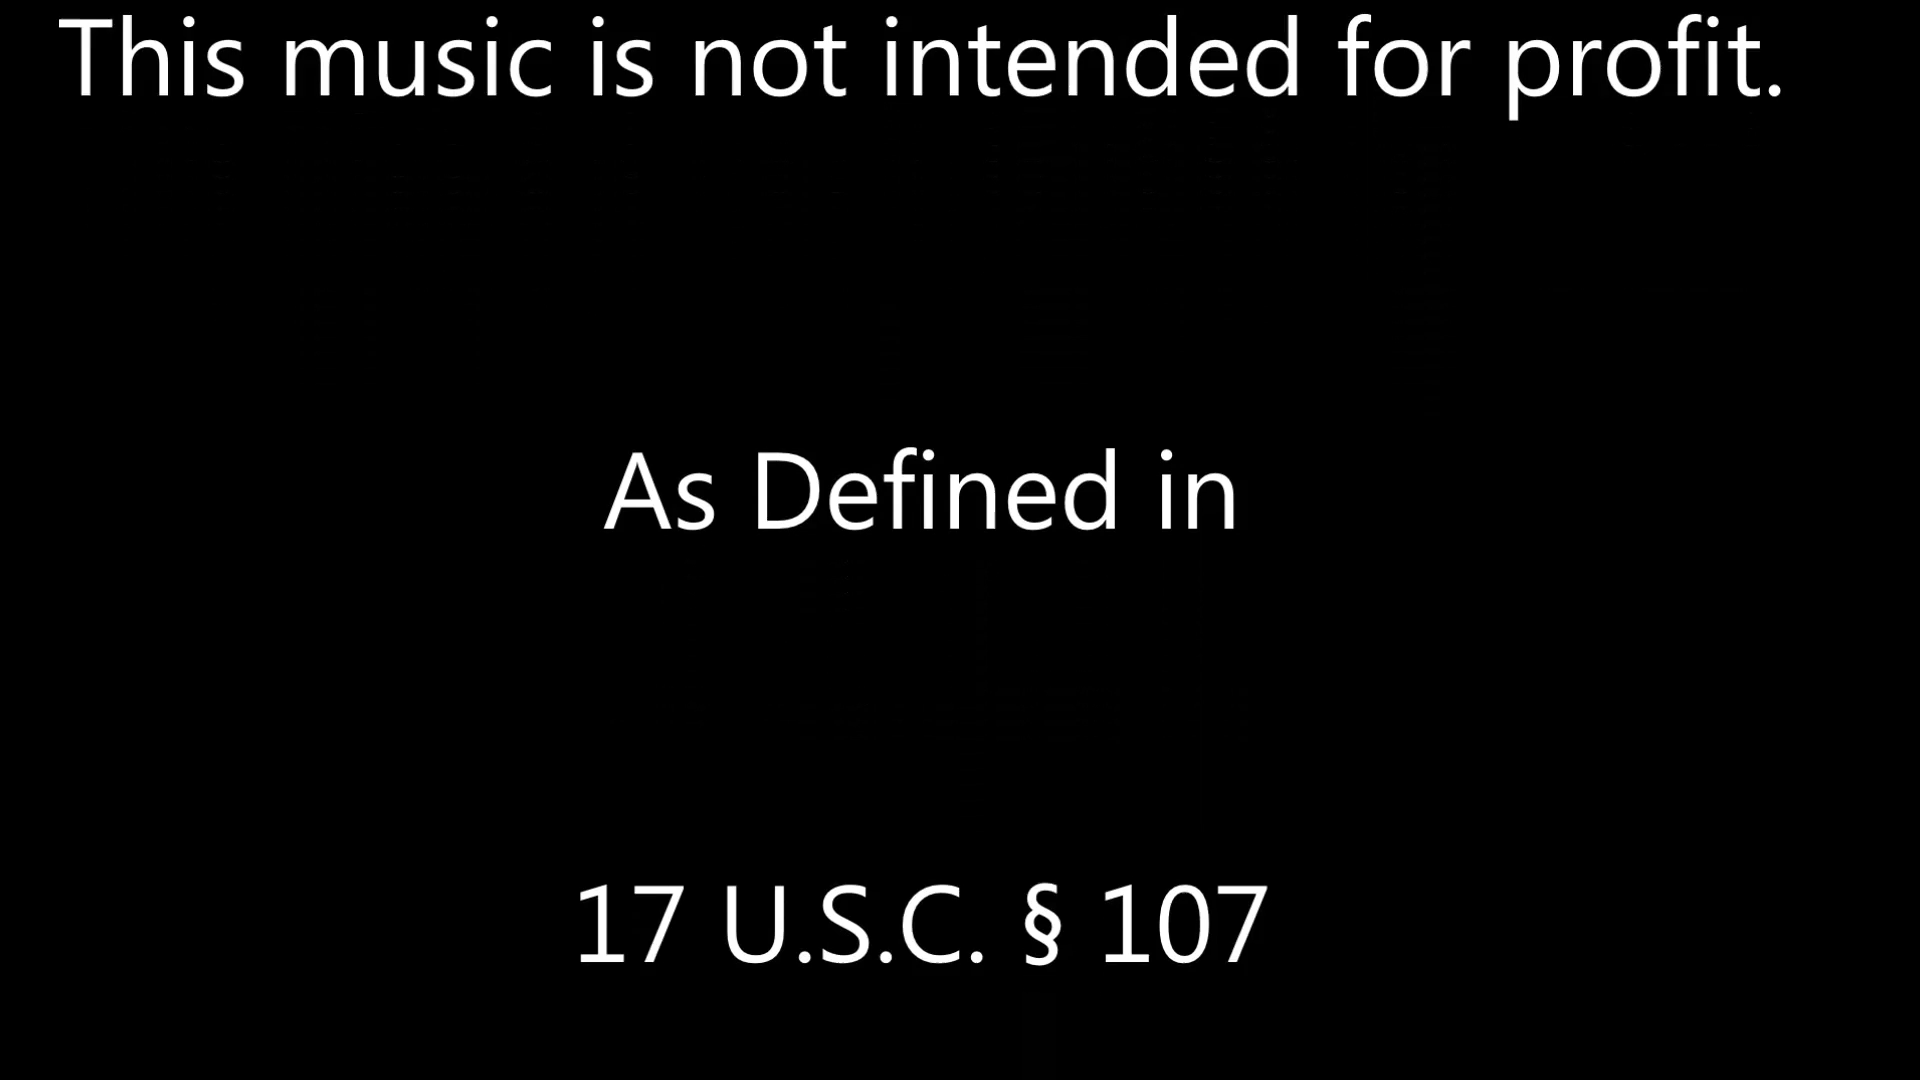 This music is not intended for profit.
As Defined in
17 U.S.C. § 107